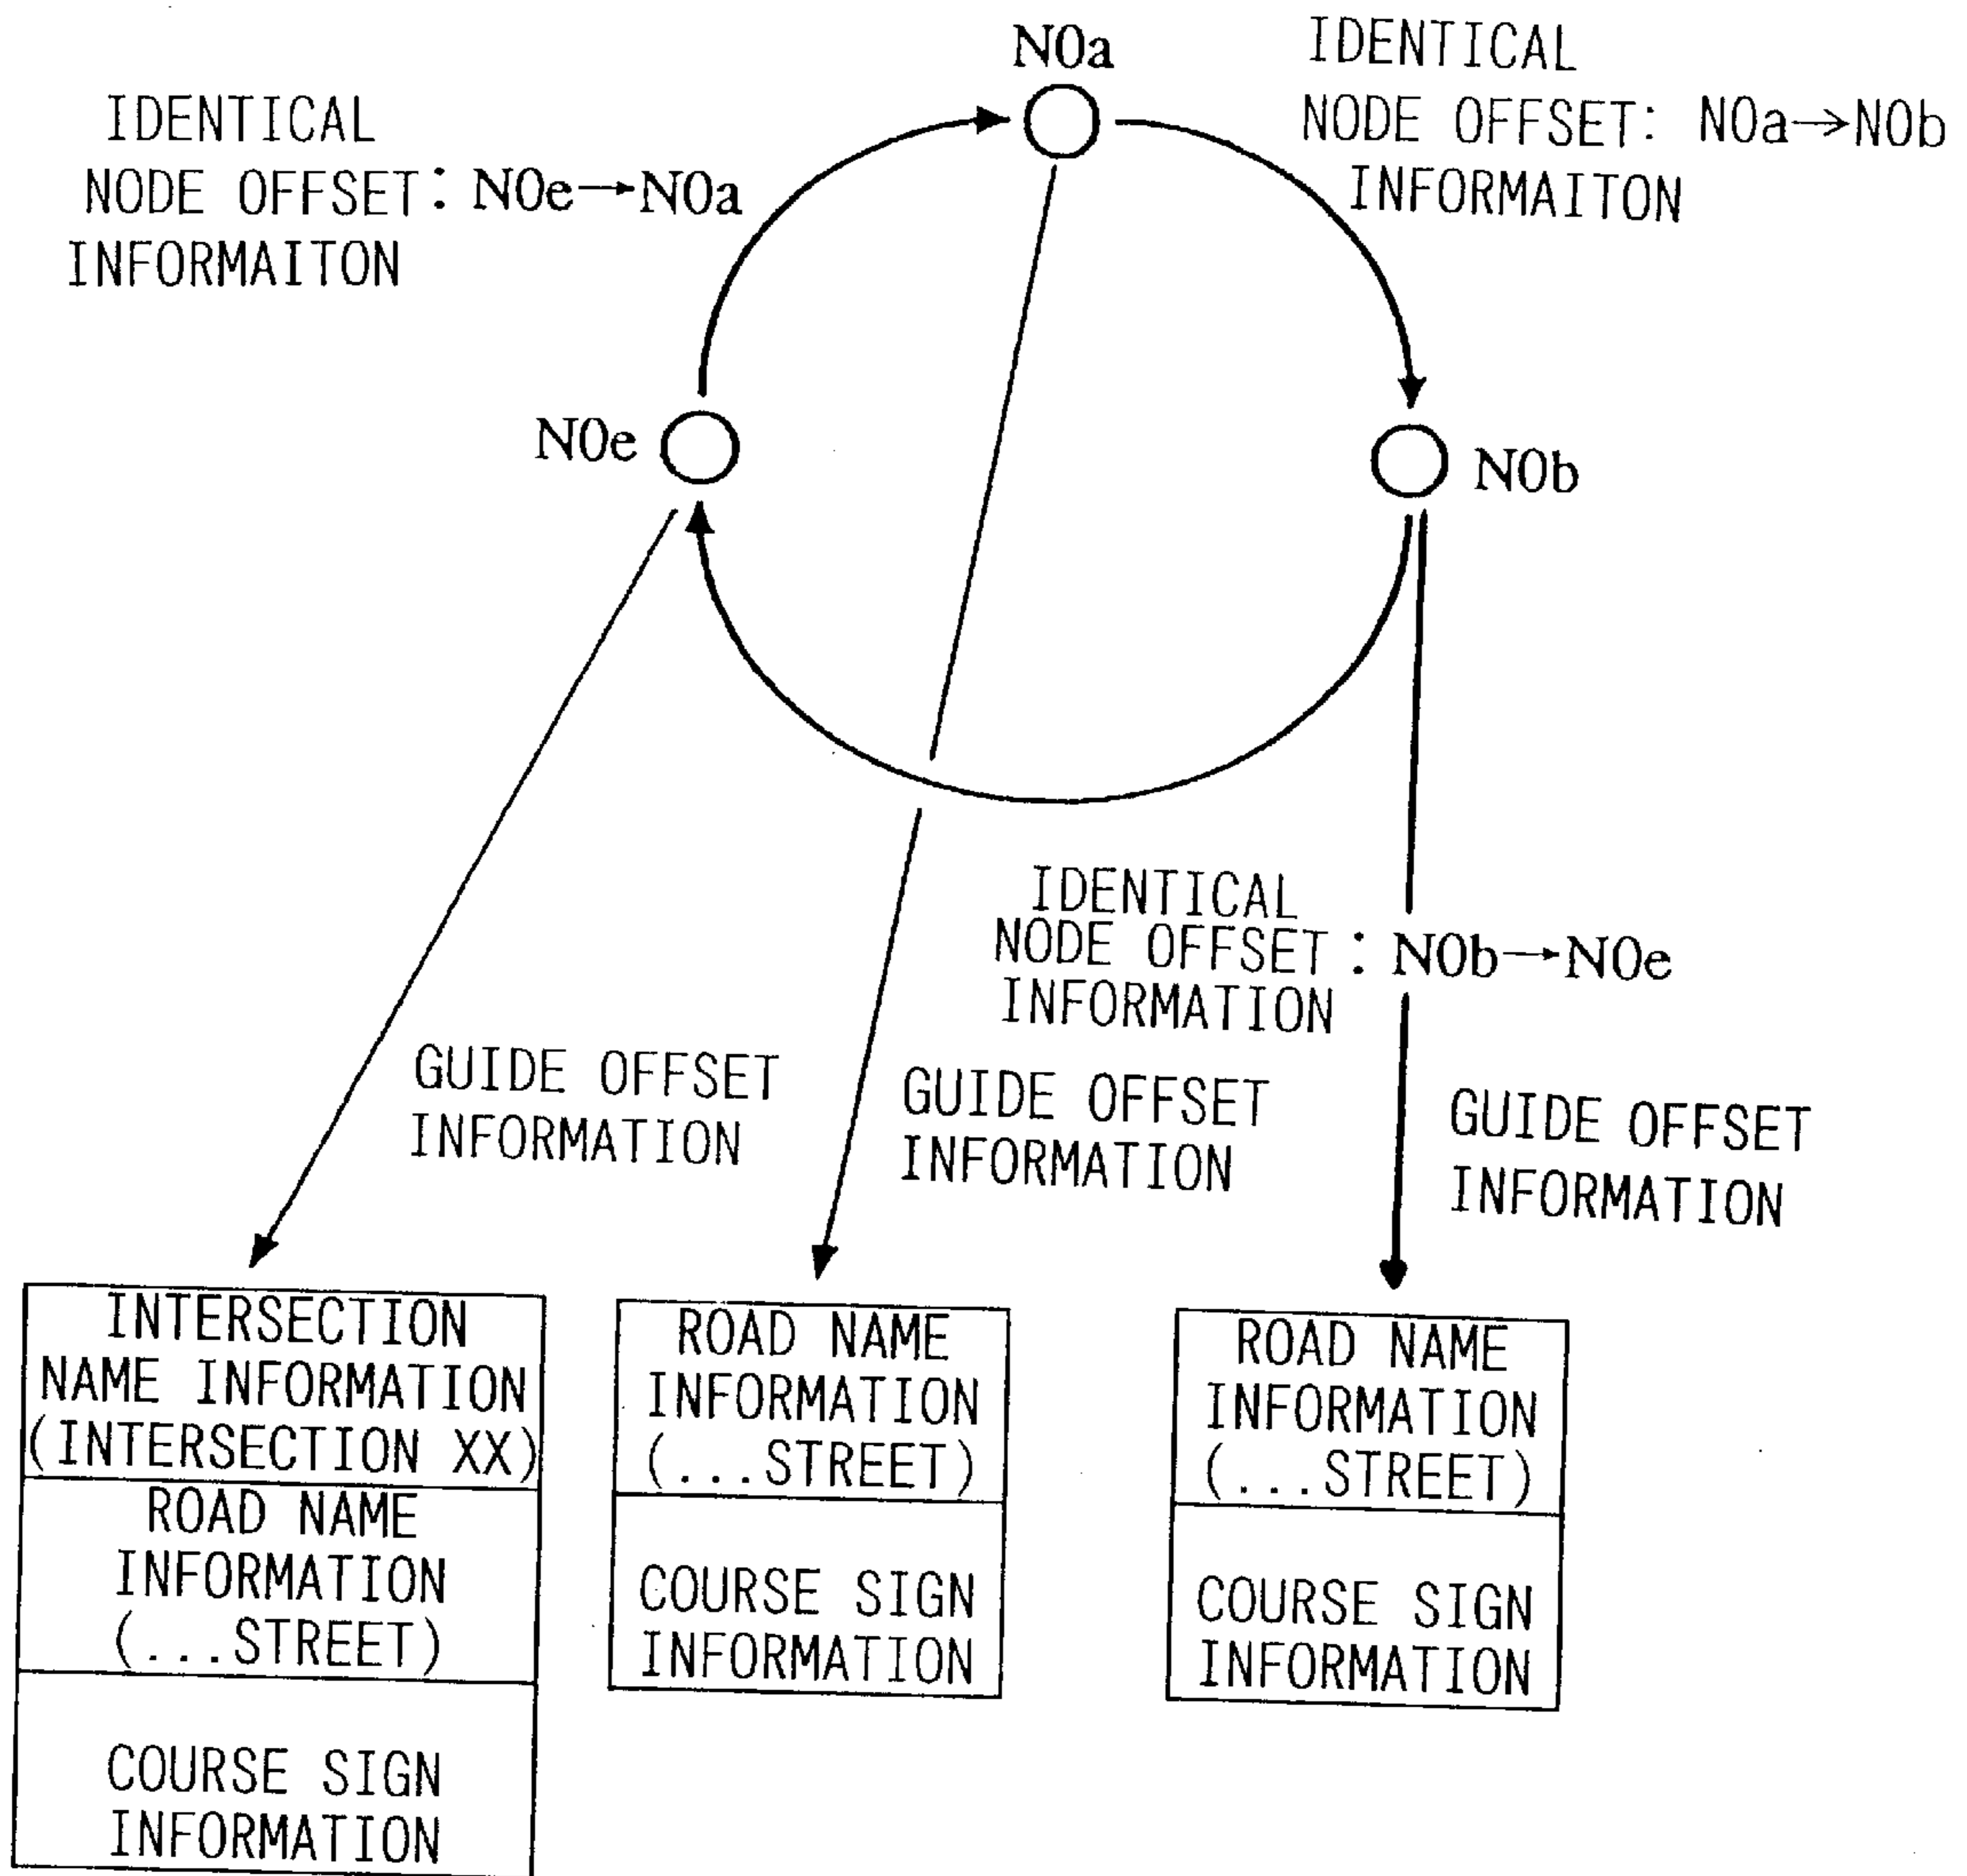 N0a
IDENTICAL
NODE OFFSET: N0a→N0b
INFORMAITON
IDENTICAL
NODE OFFSET: N0e→N0a
INFORMAITON
N0e
N0b
IDENTICAL
NODE OFFSET : N0b→N0e
INFORMATION
GUIDE OFFSET
INFORMATION
GUIDE OFFSET
INFORMATION
GUIDE OFFSET
INFORMATION
INTERSECTION
NAME INFORMATION
(INTERSECTION XX)
ROAD NAME
INFORMATION
(...STREET)
COURSE SIGN
INFORMATION
ROAD NAME
INFORMATION
(...STREET)
COURSE SIGN
INFORMATION
ROAD NAME
INFORMATION
(...STREET)
COURSE SIGN
INFORMATION